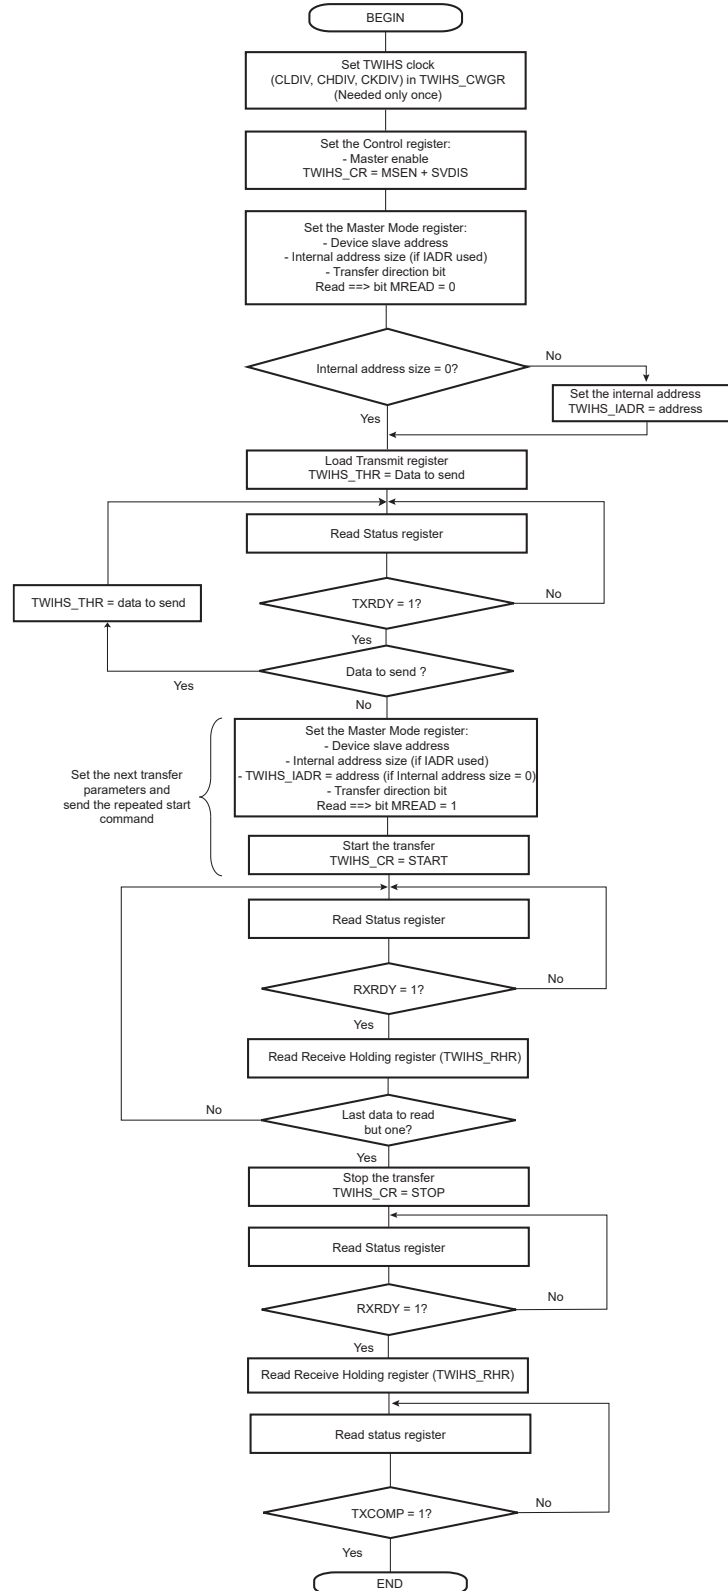 BEGIN
Set TWIHS clock
(CLDIV, CHDIV, CKDIV) in TWIHS_CWGR
(Needed only once)
Set the Control register:
- Master enable
TWIHS_CR = MSEN + SVDIS
Set the Master Mode register:
- Device slave address
- Internal address size (if IADR used)
- Transfer direction bit
Read ==> bit MREAD = 0
Internal address size = 0?
No
Set the internal address
TWIHS_IADR = address
Yes
Load Transmit register
TWIHS_THR = Data to send
Read Status register
TWIHS_THR = data to send
TXRDY = 1?
No
Yes
Data to send ?
Yes
No
Set the next transfer
parameters and
send the repeated start
command
Set the Master Mode register:
- Device slave address
- Internal address size (if IADR used)
- TWIHS_IADR = address (if Internal address size = 0)
- Transfer direction bit
Read ==> bit MREAD = 1
Start the transfer
TWIHS_CR = START
Read Status register
RXRDY = 1?
No
Yes
Read Receive Holding register (TWIHS_RHR)
No
Last data to read
but one?
Yes
Stop the transfer
TWIHS_CR = STOP
Read Status register
RXRDY = 1?
No
Yes
Read Receive Holding register (TWIHS_RHR)
Read status register
TXCOMP = 1?
No
Yes
END